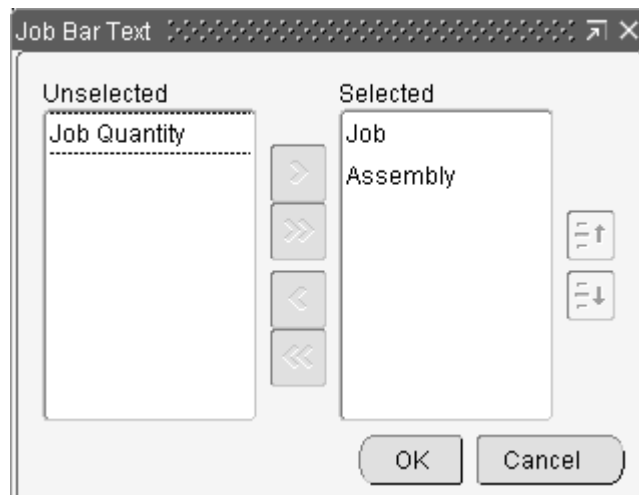 Job Bar Text
Unselected
Selected
Job Quantity
Job
Assembly
OK
Cancel